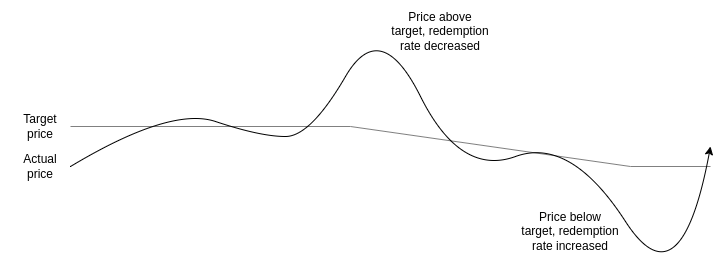 Price above
target, redemption
rate decreased
Target
price
Actual
price
Price below
target, redemption
rate increased